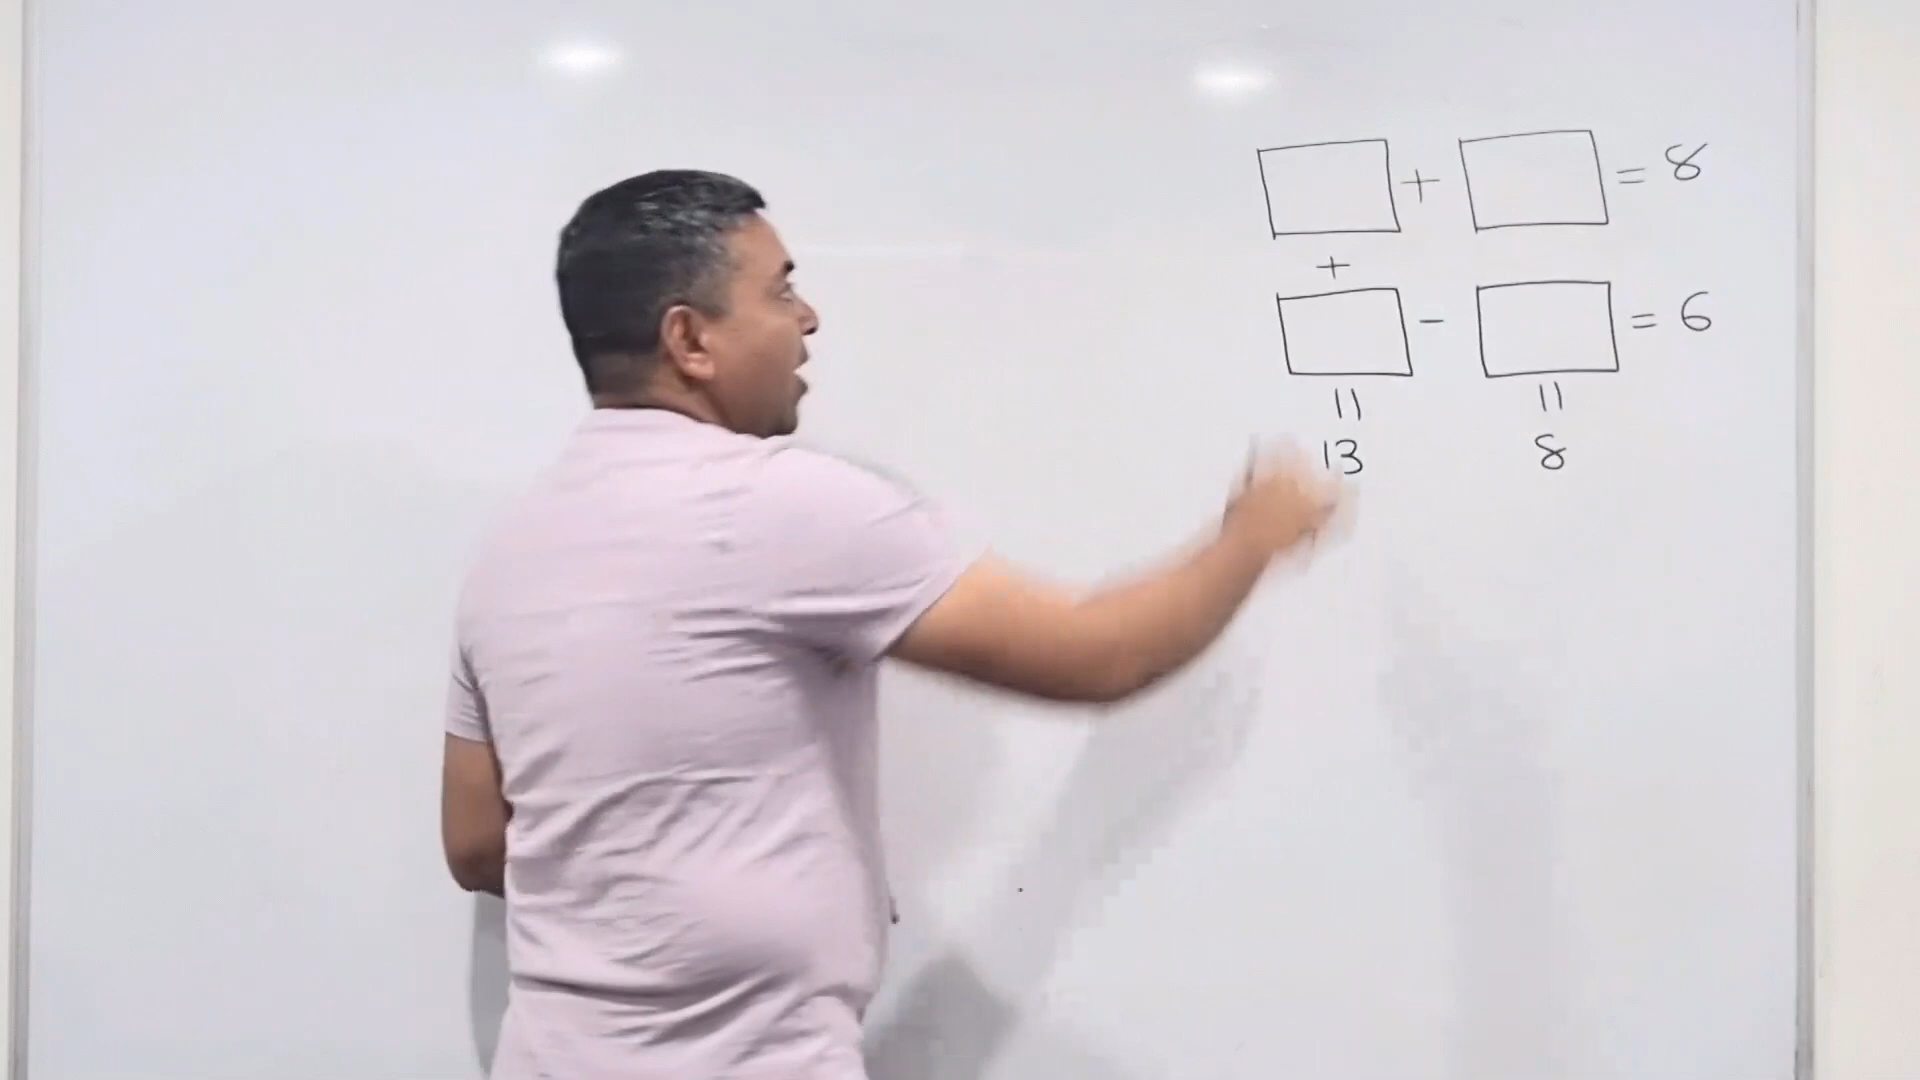 □ + □ = 8
+
□ - □ = 6
|| ||
13 8